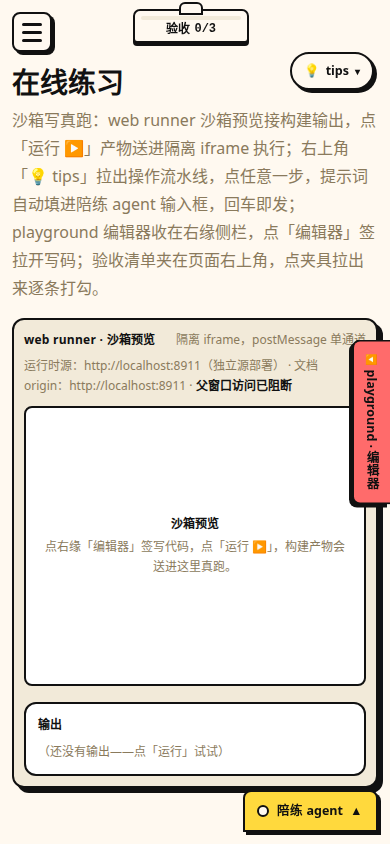 验收 0/3
💡 tips ▾
在线练习
沙箱写真跑：web runner 沙箱预览接构建输出，点
「运行 ▶️」产物送进隔离 iframe 执行；右上角
「💡 tips」拉出操作流水线，点任意一步，提示词
自动填进陪练 agent 输入框，回车即发；
playground 编辑器收在右缘侧栏，点「编辑器」签
拉开写码；验收清单夹在页面右上角，点夹具拉出
来逐条打勾。
web runner · 沙箱预览 隔离 iframe，postMessage 单通道
运行时源：http://localhost:8911（独立源部署） · 文档
origin：http://localhost:8911 · 父窗口访问已阻断
◀️ playground · 编辑器
沙箱预览
点右缘「编辑器」签写代码，点「运行 ▶️」，构建产物会
送进这里真跑。
输出
（还没有输出——点「运行」试试）
陪练 agent ▲